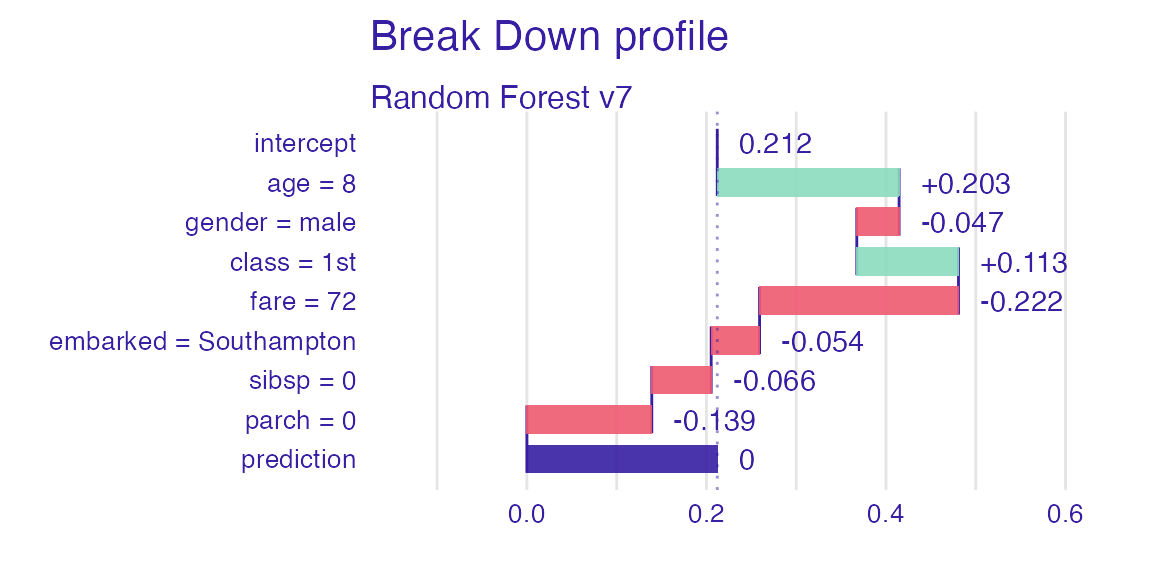 Break Down profile
Random Forest v7
intercept 0.212
age = 8 +0.203
gender = male -0.047
class = 1st +0.113
fare = 72 -0.222
embarked = Southampton -0.054
sibsp = 0 -0.066
parch = 0 -0.139
prediction 0
0.0 0.2 0.4 0.6